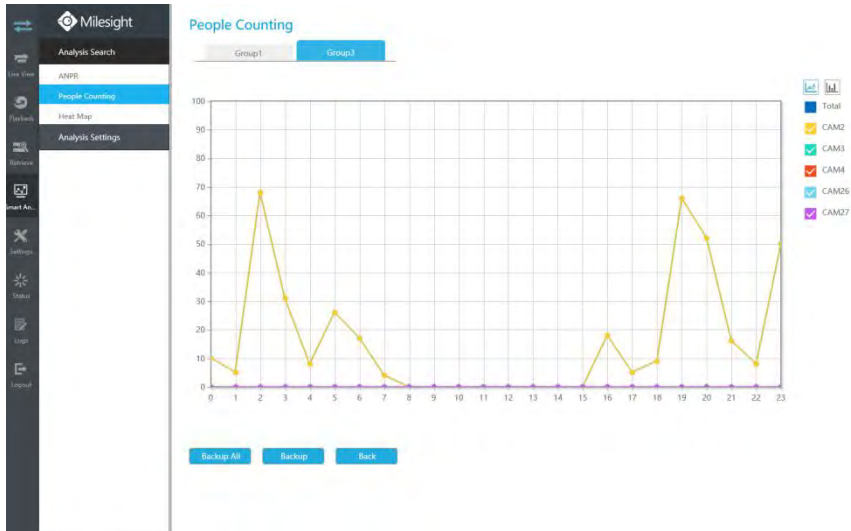 Milesight
Analysis Search
ANPR
People Counting
Heat Map
Analysis Settings
Live View
Playback
Retrieve
Smart An...
Settings
Status
Logs
Logout
People Counting
Group1
Group3
100
90
80
70
60
50
40
30
20
10
0
0 1 2 3 4 5 6 7 8 9 10 11 12 13 14 15 16 17 18 19 20 21 22 23
Total
CAM2
CAM3
CAM4
CAM26
CAM27
Backup All
Backup
Back